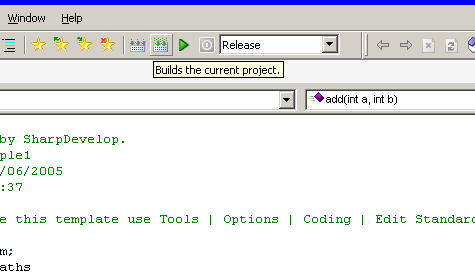 Window Help
Release
Builds the current project.
add(int a, int b)
by SharpDevelop.
ple1
/06/2005
:37
e this template use Tools | Options | Coding | Edit Standar
m;
aths